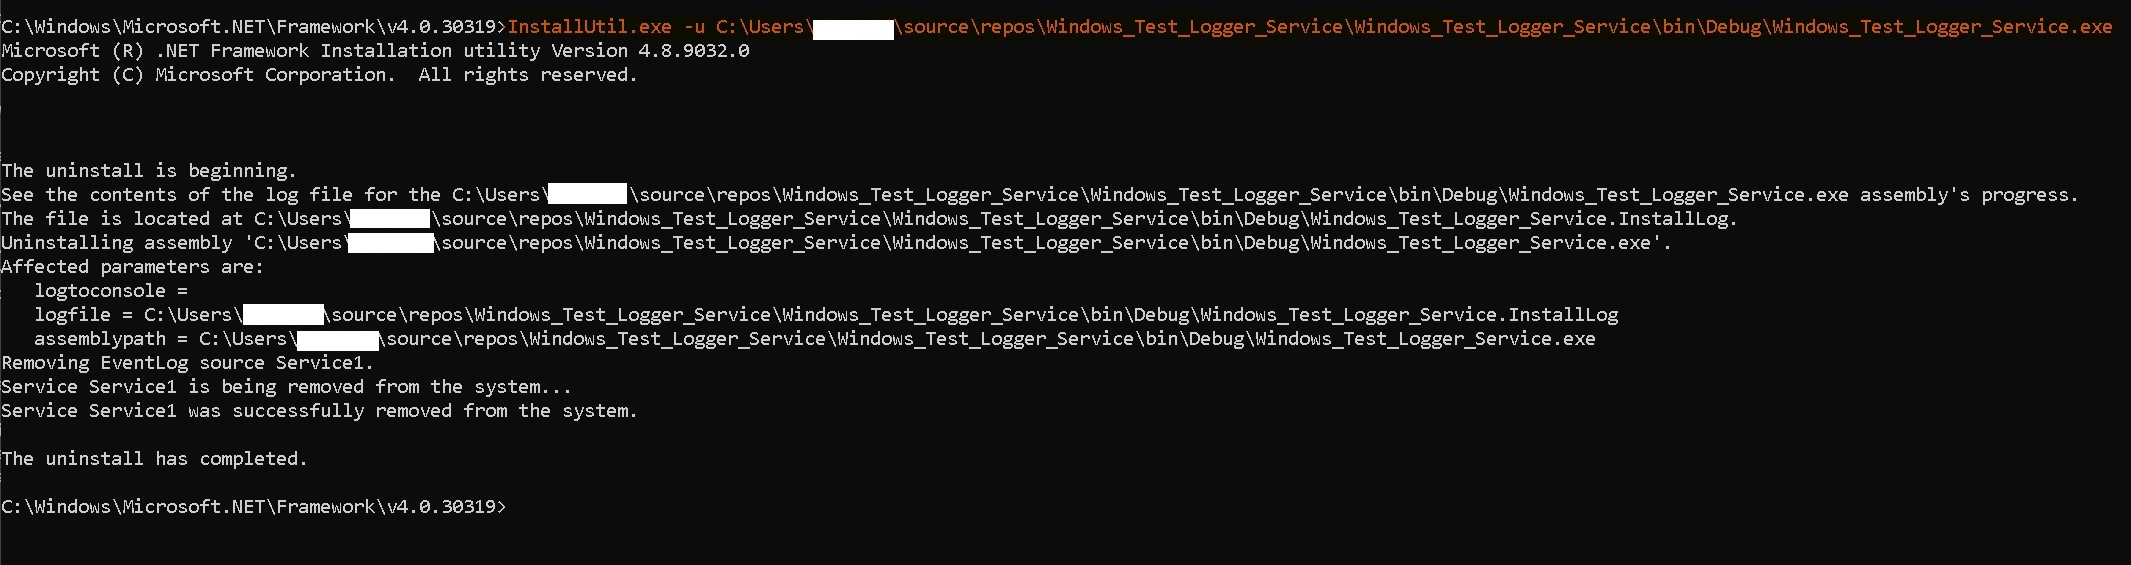 C:\Windows\Microsoft.NET\Framework\v4.0.30319>InstallUtil.exe -u C:\Users\ \source\repos\Windows_Test_Logger_Service\Windows_Test_Logger_Service\bin\Debug\Windows_Test_Logger_Service.exe
Microsoft (R) .NET Framework Installation utility Version 4.8.9032.0
Copyright (C) Microsoft Corporation.  All rights reserved.
The uninstall is beginning.
See the contents of the log file for the C:\Users\ \source\repos\Windows_Test_Logger_Service\Windows_Test_Logger_Service\bin\Debug\Windows_Test_Logger_Service.exe assembly's progress.
The file is located at C:\Users\ \source\repos\Windows_Test_Logger_Service\Windows_Test_Logger_Service\bin\Debug\Windows_Test_Logger_Service.InstallLog.
Uninstalling assembly 'C:\Users\ \source\repos\Windows_Test_Logger_Service\Windows_Test_Logger_Service\bin\Debug\Windows_Test_Logger_Service.exe'.
Affected parameters are:
   logtoconsole =
   logfile = C:\Users\ \source\repos\Windows_Test_Logger_Service\Windows_Test_Logger_Service\bin\Debug\Windows_Test_Logger_Service.InstallLog
   assemblypath = C:\Users\ \source\repos\Windows_Test_Logger_Service\Windows_Test_Logger_Service\bin\Debug\Windows_Test_Logger_Service.exe
Removing EventLog source Service1.
Service Service1 is being removed from the system...
Service Service1 was successfully removed from the system.
The uninstall has completed.
C:\Windows\Microsoft.NET\Framework\v4.0.30319>